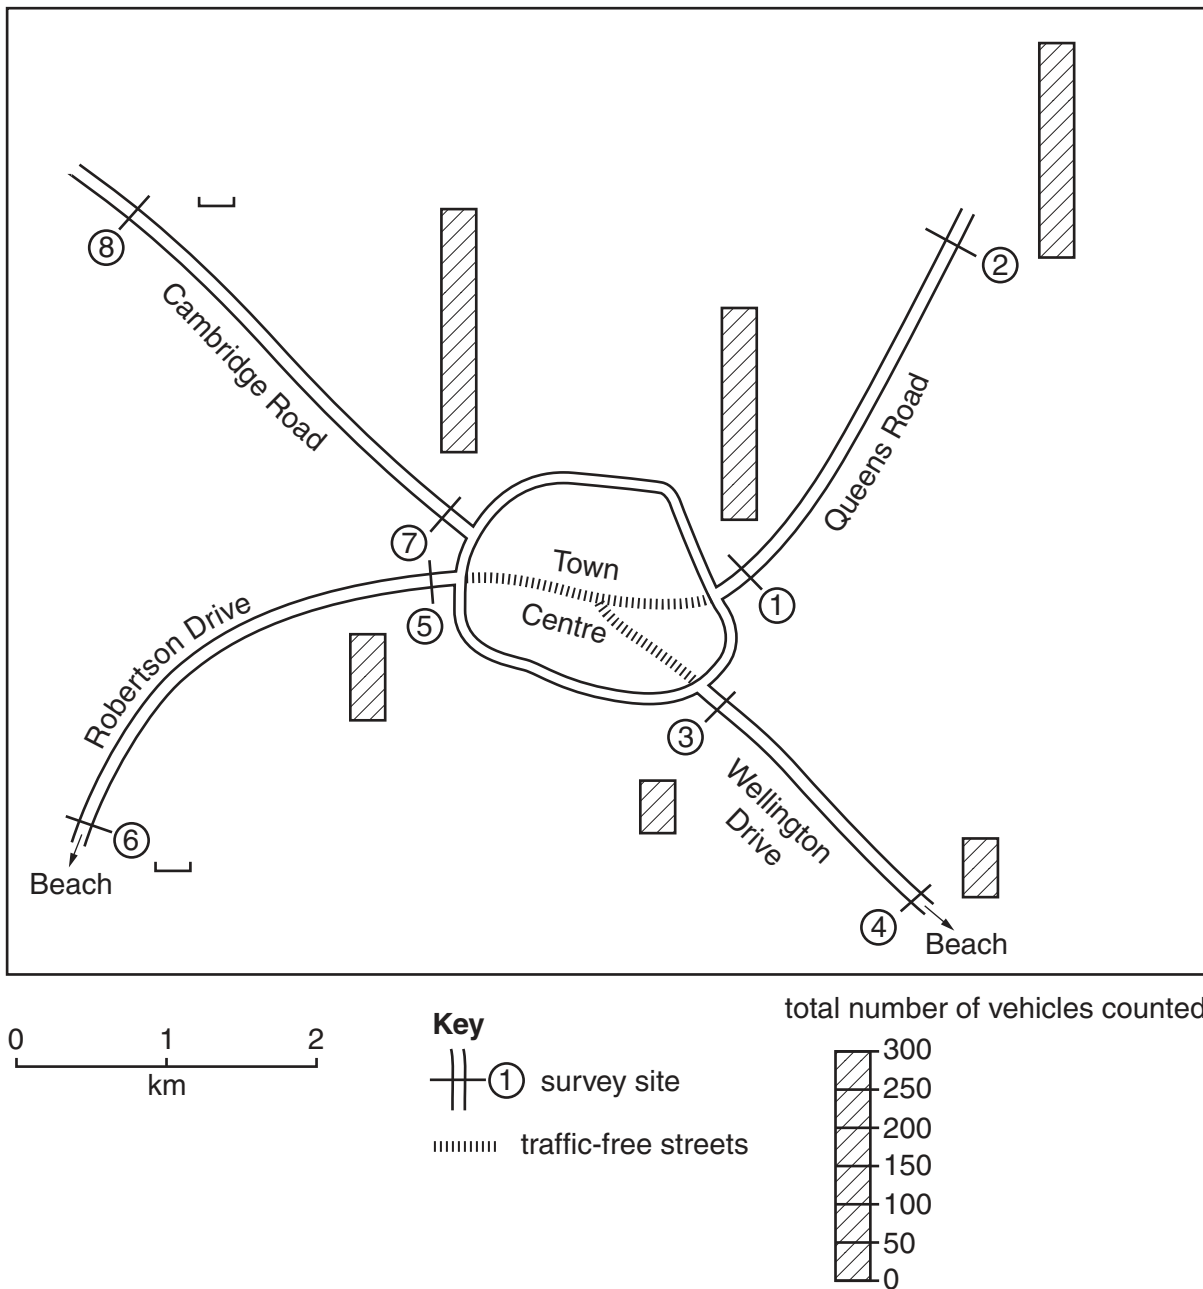 8
2
Cambridge Road
Queens Road
7
Town
1
Centre
5
Robertson Drive
3
Wellington
Drive
6
Beach
4
Beach
total number of vehicles counted
0 1 2
km
Key
1 survey site
traffic-free streets
300
250
200
150
100
50
0